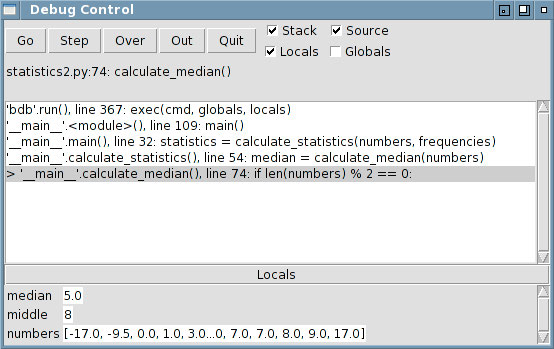 Debug Control
Go Step Over Out Quit Stack Source
Locals Globals
statistics2.py:74: calculate_median()
'bdb'.run(), line 367: exec(cmd, globals, locals)
'__main__'.<module>(), line 109: main()
'__main__'.main(), line 32: statistics = calculate_statistics(numbers, frequencies)
'__main__'.calculate_statistics(), line 54: median = calculate_median(numbers)
> '__main__'.calculate_median(), line 74: if len(numbers) % 2 == 0:
Locals
median 5.0
middle 8
numbers [-17.0, -9.5, 0.0, 1.0, 3.0...0, 7.0, 7.0, 8.0, 9.0, 17.0]